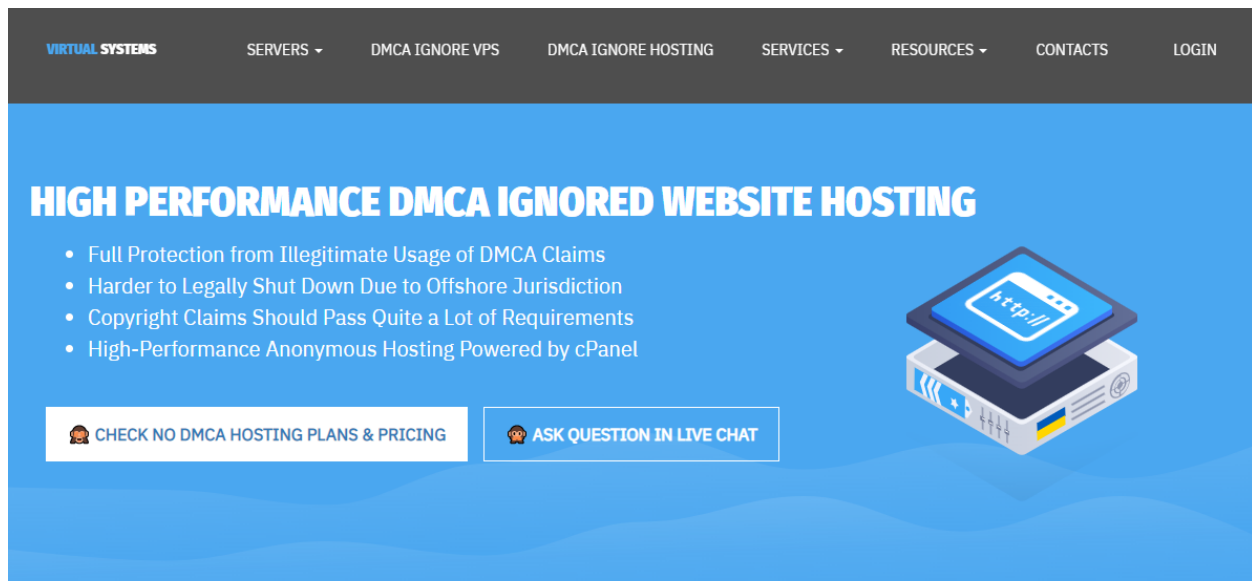 VIRTUAL SYSTEMS SERVERS DMCA IGNORE VPS DMCA IGNORE HOSTING SERVICES RESOURCES CONTACTS LOGIN
HIGH PERFORMANCE DMCA IGNORED WEBSITE HOSTING
• Full Protection from Illegitimate Usage of DMCA Claims
• Harder to Legally Shut Down Due to Offshore Jurisdiction
• Copyright Claims Should Pass Quite a Lot of Requirements
• High-Performance Anonymous Hosting Powered by cPanel
http://
CHECK NO DMCA HOSTING PLANS & PRICING ASK QUESTION IN LIVE CHAT